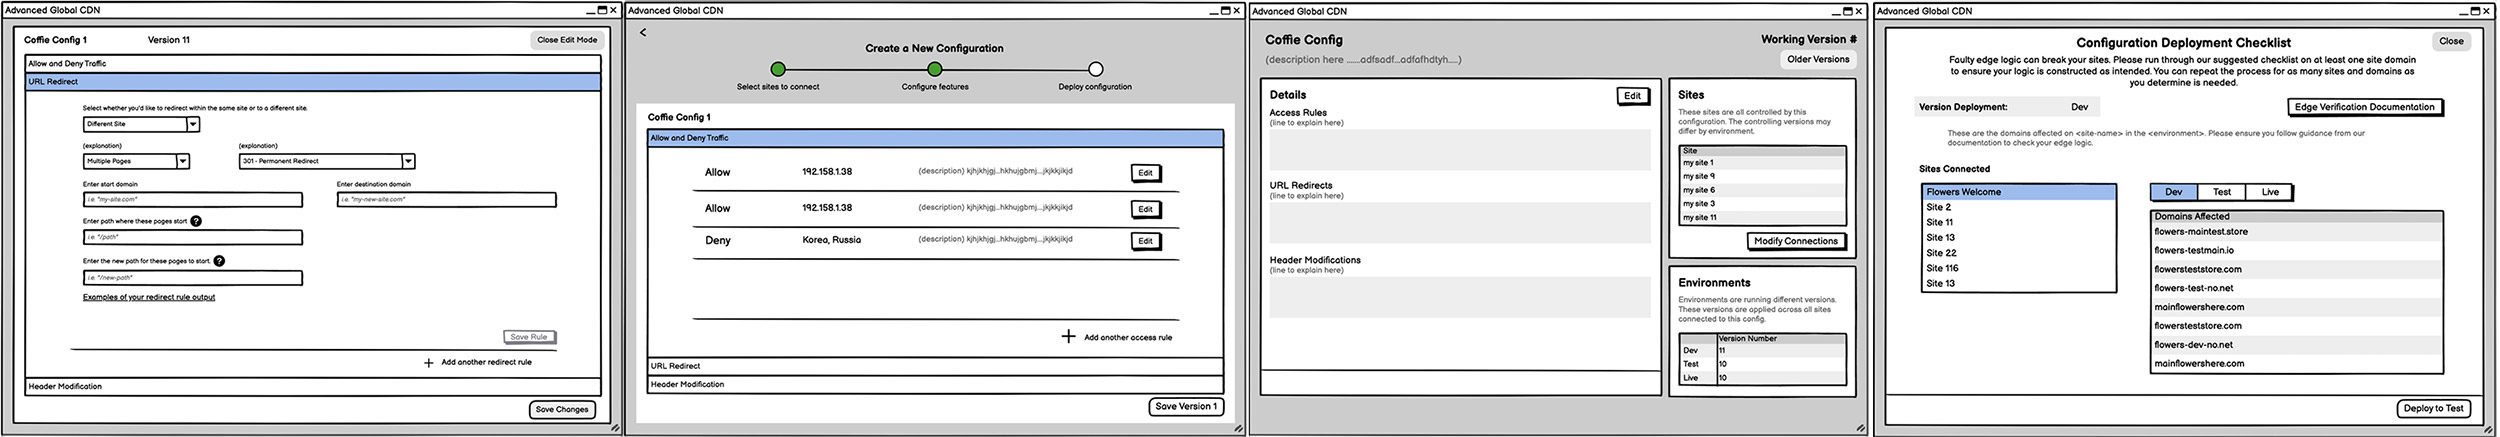 Advanced Global CDN
Coffie Config 1 Version 11 Close Edit Mode
Allow and Deny Traffic
URL Redirect
Select whether you'd like to redirect within the same site or to a different site.
Different Site
(explanation) (explanation)
Multiple Pages 301 - Permanent Redirect
Enter start domain Enter destination domain
i.e. "my-site.com" i.e. "my-new-site.com"
Enter path where these pages start ?
i.e. "/path"
Enter the new path for these pages to start. ?
i.e. "/new-path"
Examples of your redirect rule output
Save Rule
+ Add another redirect rule
Header Modification
Save Changes
Advanced Global CDN
<
Create a New Configuration
Select sites to connect Configure features Deploy configuration
Coffie Config 1
Allow and Deny Traffic
Allow 192.158.1.38 (description) kjhjkhjgj...hkhujgbmj....jkjkkjikjd Edit
Allow 192.158.1.38 (description) kjhjkhjgj...hkhujgbmj....jkjkkjikjd Edit
Deny Korea, Russia (description) kjhjkhjgj...hkhujgbmj....jkjkkjikjd Edit
+ Add another access rule
URL Redirect
Header Modification
Save Version 1
Advanced Global CDN
Coffie Config Working Version #
(description here .......adfsadf...adfafhdtyh.....) Older Versions
Details Edit
Access Rules
(line to explain here)
URL Redirects
(line to explain here)
Header Modifications
(line to explain here)
Sites
These sites are all controlled by this
configuration. The controlling versions may
differ by environment.
Site
my site 1
my site 9
my site 6
my site 3
my site 11
Modify Connections
Environments
Environments are running different versions.
These versions are applied across all sites
connected to this config.
Version Number
Dev 11
Test 10
Live 10
Advanced Global CDN
Configuration Deployment Checklist Close
Faulty edge logic can break your sites. Please run through our suggested checklist on at least one site domain
to ensure your logic is constructed as intended. You can repeat the process for as many sites and domains as
you determine is needed.
Version Deployment: Dev Edge Verification Documentation
These are the domains affected on <site-name> in the <environment>. Please ensure you follow guidance from our
documentation to check your edge logic.
Sites Connected
Flowers Welcome
Site 2
Site 11
Site 13
Site 22
Site 116
Site 13
Dev Test Live
Domains Affected
flowers-maintest.store
flowers-testmain.io
flowersteststore.com
flowers-test-no.net
mainflowershere.com
flowersteststore.com
flowers-dev-no.net
mainflowershere.com
Deploy to Test